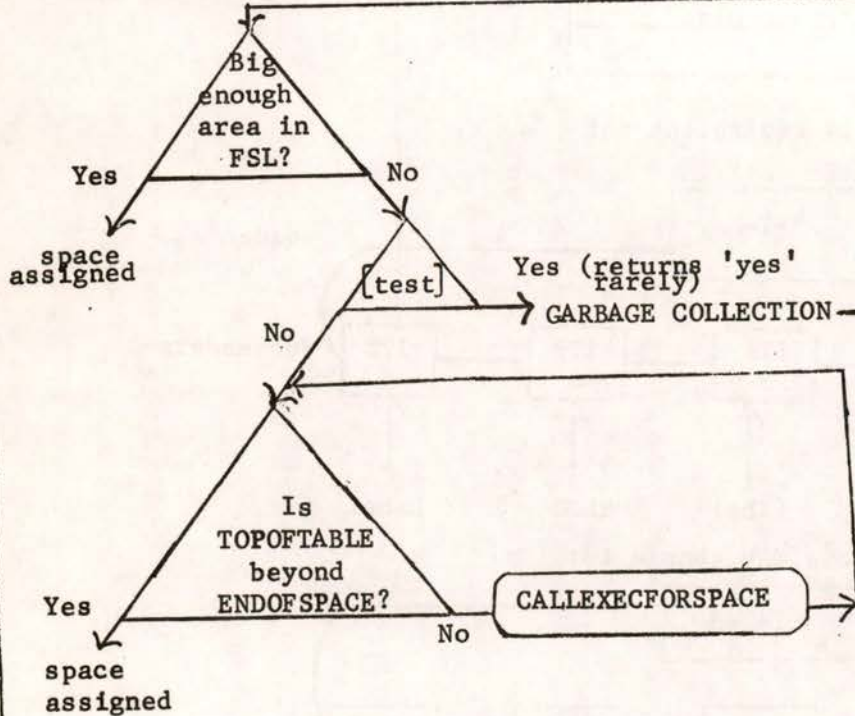 Big
enough
area in
FSL?
Yes
No
space
assigned
[test]
Yes (returns 'yes'
rarely)
GARBAGE COLLECTION
No
Is
TOPOFTABLE
beyond
ENDOFSPACE?
Yes
No
CALLEXECFORSPACE
space
assigned